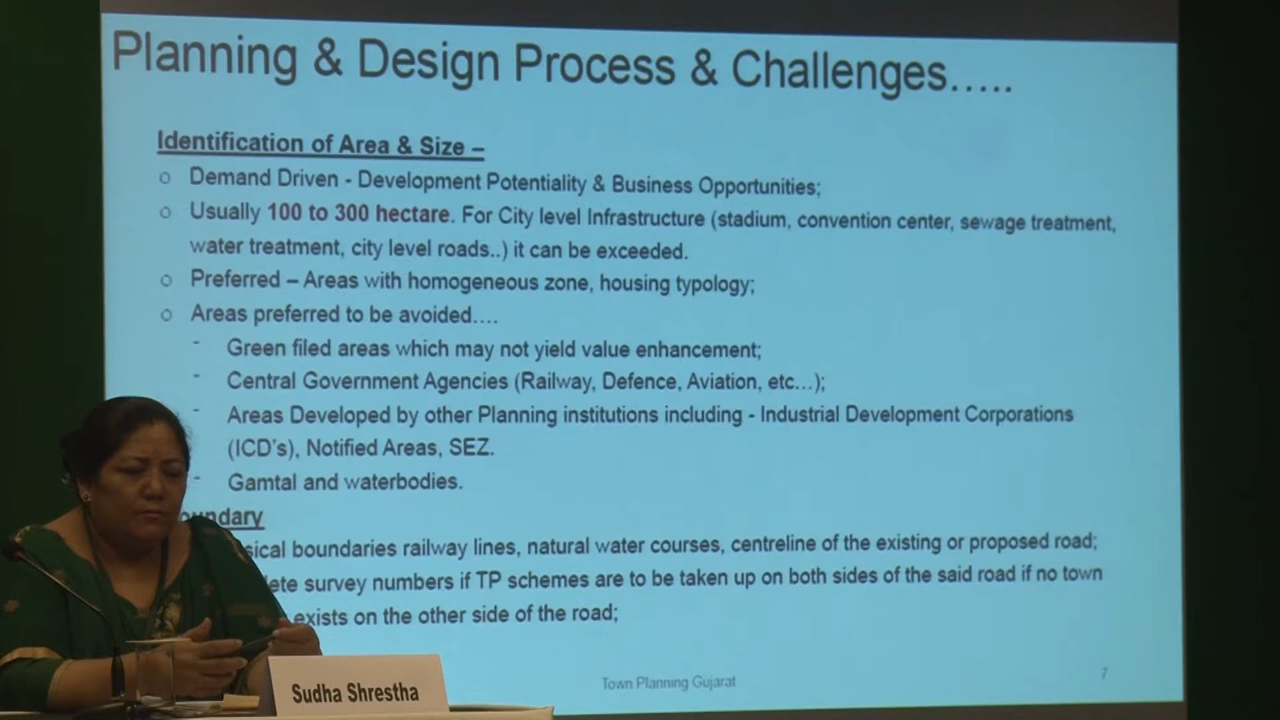 Planning & Design Process & Challenges.....
Identification of Area & Size –
Demand Driven - Development Potentiality & Business Opportunities;
Usually 100 to 300 hectare. For City level Infrastructure (stadium, convention center, sewage treatment,
water treatment, city level roads..) it can be exceeded.
Preferred – Areas with homogeneous zone, housing typology;
Areas preferred to be avoided....
- Green filed areas which may not yield value enhancement;
- Central Government Agencies (Railway, Defence, Aviation, etc...);
- Areas Developed by other Planning institutions including - Industrial Development Corporations
(ICD's), Notified Areas, SEZ.
- Gamtal and waterbodies.
oundary
sical boundaries railway lines, natural water courses, centreline of the existing or proposed road;
lete survey numbers if TP schemes are to be taken up on both sides of the said road if no town
exists on the other side of the road;
Town Planning Gujarat
7
Sudha Shrestha